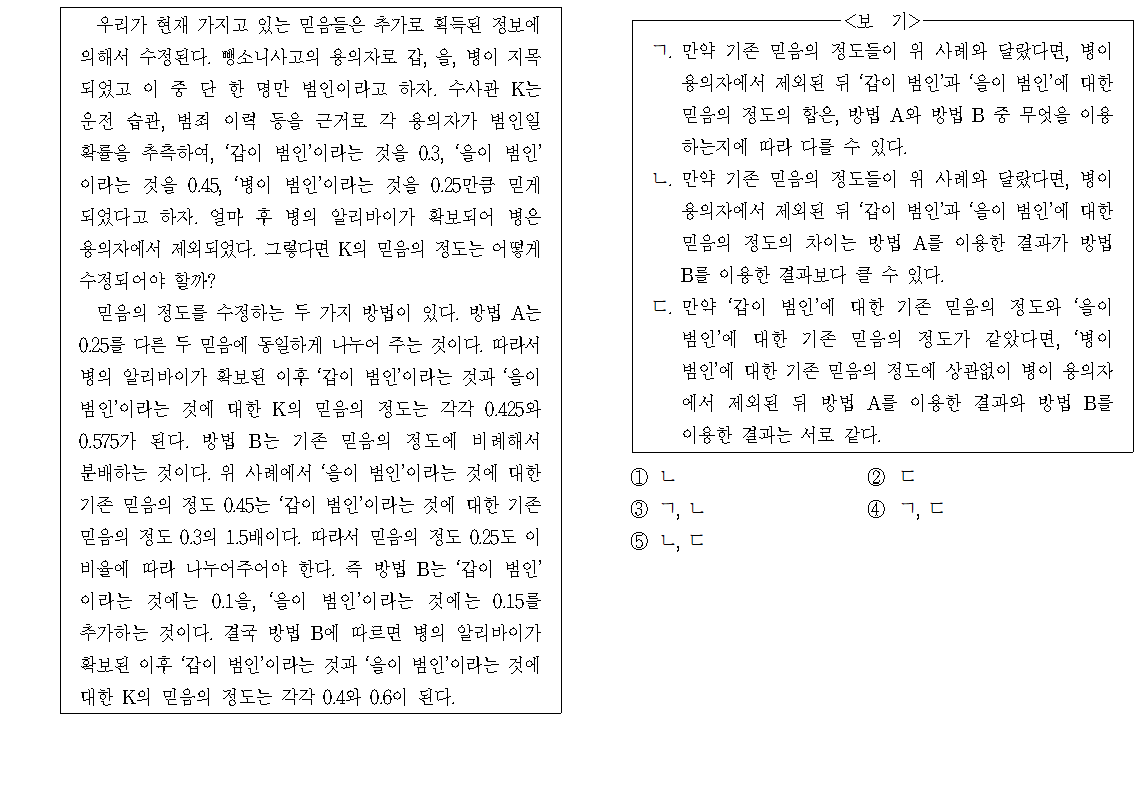 우리가 현재 가지고 있는 믿음들은 추가로 획득된 정보에
의해서 수정된다. 뺑소니사고의 용의자로 갑, 을, 병이 지목
되었고 이 중 단 한 명만 범인이라고 하자. 수사관 K는
운전 습관, 범죄 이력 등을 근거로 각 용의자가 범인일
확률을 추측하여, ‘갑이 범인’이라는 것을 0.3, ‘을이 범인’
이라는 것을 0.45, ‘병이 범인’이라는 것을 0.25만큼 믿게
되었다고 하자. 얼마 후 병의 알리바이가 확보되어 병은
용의자에서 제외되었다. 그렇다면 K의 믿음의 정도는 어떻게
수정되어야 할까?
믿음의 정도를 수정하는 두 가지 방법이 있다. 방법 A는
0.25를 다른 두 믿음에 동일하게 나누어 주는 것이다. 따라서
병의 알리바이가 확보된 이후 ‘갑이 범인’이라는 것과 ‘을이
범인’이라는 것에 대한 K의 믿음의 정도는 각각 0.425와
0.575가 된다. 방법 B는 기존 믿음의 정도에 비례해서
분배하는 것이다. 위 사례에서 ‘을이 범인’이라는 것에 대한
기존 믿음의 정도 0.45는 ‘갑이 범인’이라는 것에 대한 기존
믿음의 정도 0.3의 1.5배이다. 따라서 믿음의 정도 0.25도 이
비율에 따라 나누어주어야 한다. 즉 방법 B는 ‘갑이 범인’
이라는 것에는 0.1을, ‘을이 범인’이라는 것에는 0.15를
추가하는 것이다. 결국 방법 B에 따르면 병의 알리바이가
확보된 이후 ‘갑이 범인’이라는 것과 ‘을이 범인’이라는 것에
대한 K의 믿음의 정도는 각각 0.4와 0.6이 된다.
<보 기>
ㄱ. 만약 기존 믿음의 정도들이 위 사례와 달랐다면, 병이
용의자에서 제외된 뒤 ‘갑이 범인’과 ‘을이 범인’에 대한
믿음의 정도의 합은, 방법 A와 방법 B 중 무엇을 이용
하는지에 따라 다를 수 있다.
ㄴ. 만약 기존 믿음의 정도들이 위 사례와 달랐다면, 병이
용의자에서 제외된 뒤 ‘갑이 범인’과 ‘을이 범인’에 대한
믿음의 정도의 차이는 방법 A를 이용한 결과가 방법
B를 이용한 결과보다 클 수 있다.
ㄷ. 만약 ‘갑이 범인’에 대한 기존 믿음의 정도와 ‘을이
범인’에 대한 기존 믿음의 정도가 같았다면, ‘병이
범인’에 대한 기존 믿음의 정도에 상관없이 병이 용의자
에서 제외된 뒤 방법 A를 이용한 결과와 방법 B를
이용한 결과는 서로 같다.
① ㄴ ② ㄷ
③ ㄱ, ㄴ ④ ㄱ, ㄷ
⑤ ㄴ, ㄷ